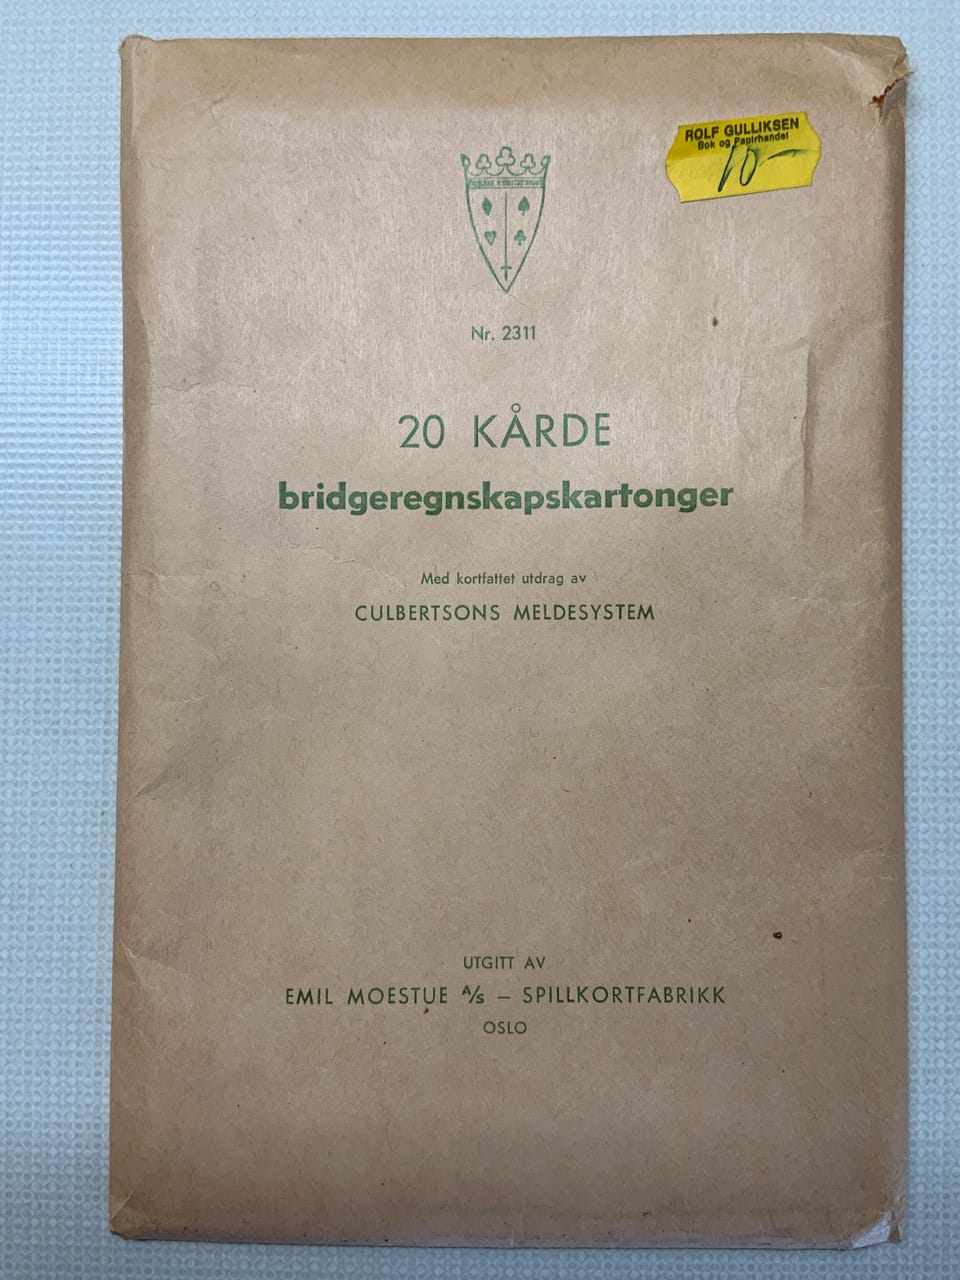 ROLF GULLIKSEN
Bok og Papirhandel
10-
Nr. 2311
20 KÅRDE
bridgeregnskapskartonger
Med kortfattet utdrag av
CULBERTSONS MELDESYSTEM
UTGITT AV
EMIL MOESTUE A/S – SPILLKORTFABRIKK
OSLO